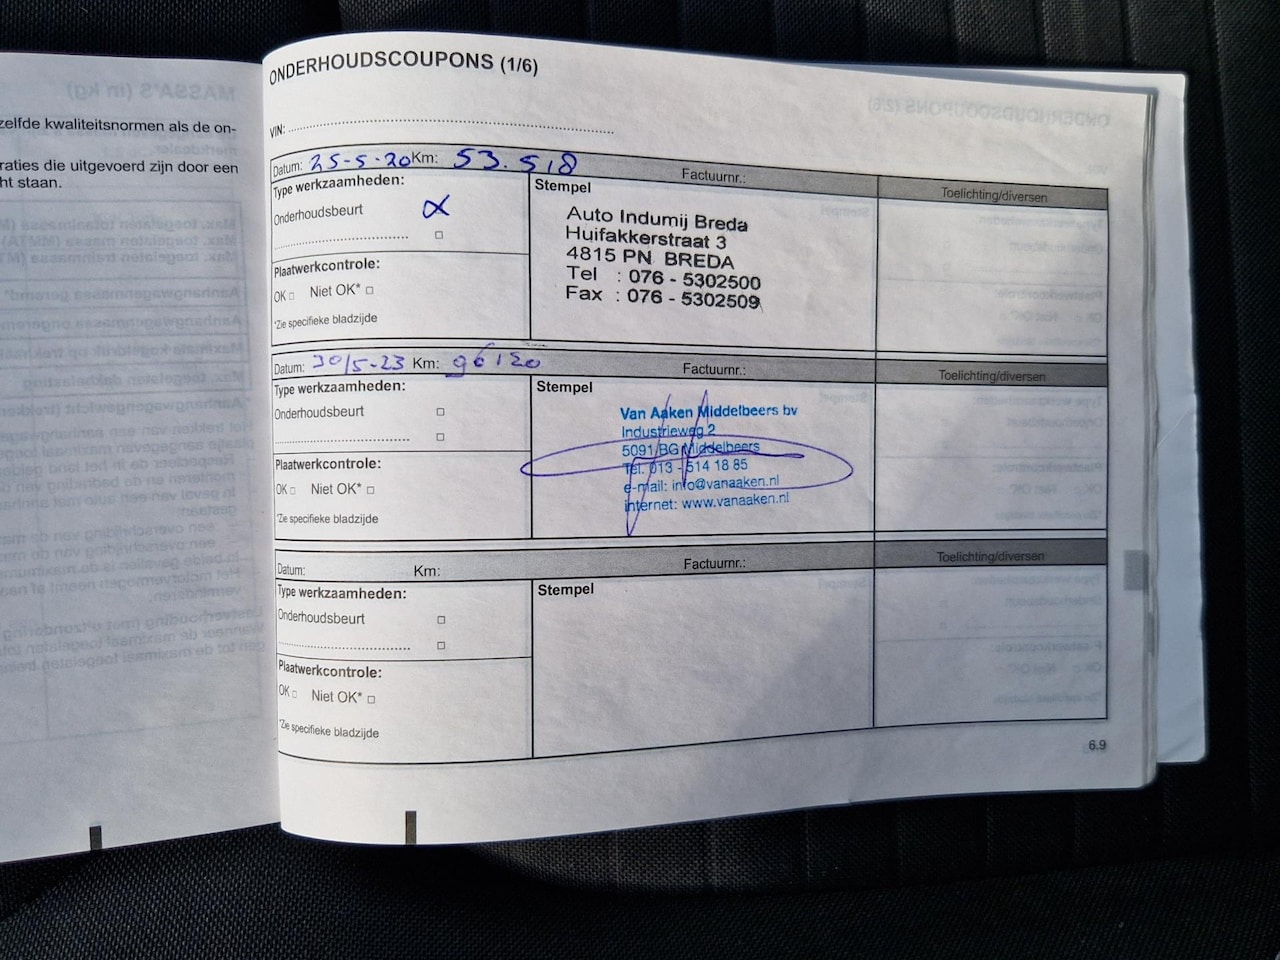 zelfde kwaliteitsnormen als de on-
raties die uitgevoerd zijn door een
ht staan.
ONDERHOUDSCOUPONS (1/6)
VIN:
Datum: 25-5-20 Km: 53.518 Factuurnr.: Toelichting/diversen
Type werkzaamheden:
Onderhoudsbeurt
Plaatwerkcontrole:
OK □ Niet OK* □
*Zie specifieke bladzijde
Stempel
Auto Indumij Breda
Huifakkerstraat 3
4815 PN BREDA
Tel : 076 - 5302500
Fax : 076 - 5302509
Datum: 30/5-23 Km: 96120 Factuurnr.: Toelichting/diversen
Type werkzaamheden:
Onderhoudsbeurt □
□
Plaatwerkcontrole:
OK □ Niet OK* □
*Zie specifieke bladzijde
Stempel
Van Aaken Middelbeers bv
Industrieweg 2
5091 BG Middelbeers
Tel. 013 - 514 18 85
e-mail: info@vanaaken.nl
internet: www.vanaaken.nl
Datum: Km: Factuurnr.: Toelichting/diversen
Type werkzaamheden:
Onderhoudsbeurt □
□
Plaatwerkcontrole:
OK □ Niet OK* □
*Zie specifieke bladzijde
Stempel
6.9